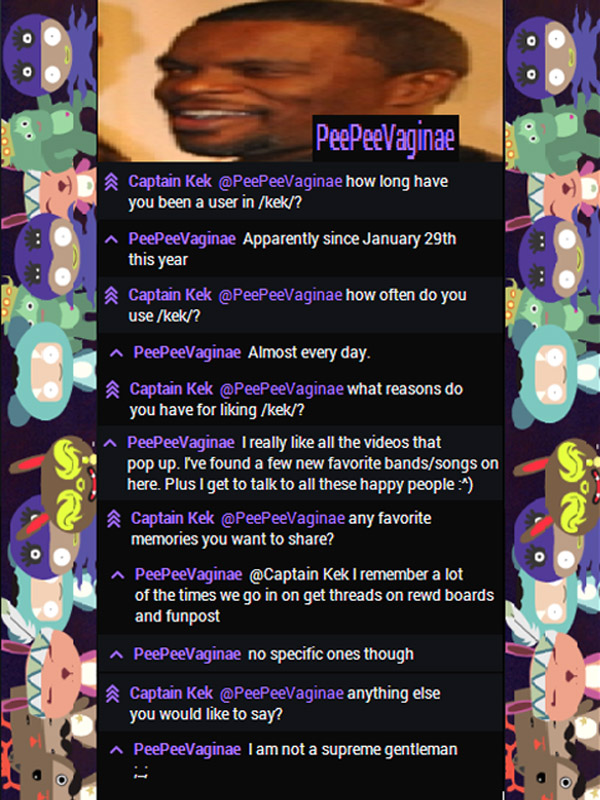 PeePeeVaginae
Captain Kek @PeePeeVaginae how long have
you been a user in /kek/?
PeePeeVaginae Apparently since January 29th
this year
Captain Kek @PeePeeVaginae how often do you
use /kek/?
PeePeeVaginae Almost every day.
Captain Kek @PeePeeVaginae what reasons do
you have for liking /kek/?
PeePeeVaginae I really like all the videos that
pop up. I've found a few new favorite bands/songs on
here. Plus I get to talk to all these happy people :^)
Captain Kek @PeePeeVaginae any favorite
memories you want to share?
PeePeeVaginae @Captain Kek I remember a lot
of the times we go in on get threads on rewd boards
and funpost
PeePeeVaginae no specific ones though
Captain Kek @PeePeeVaginae anything else
you would like to say?
PeePeeVaginae I am not a supreme gentleman
;_;